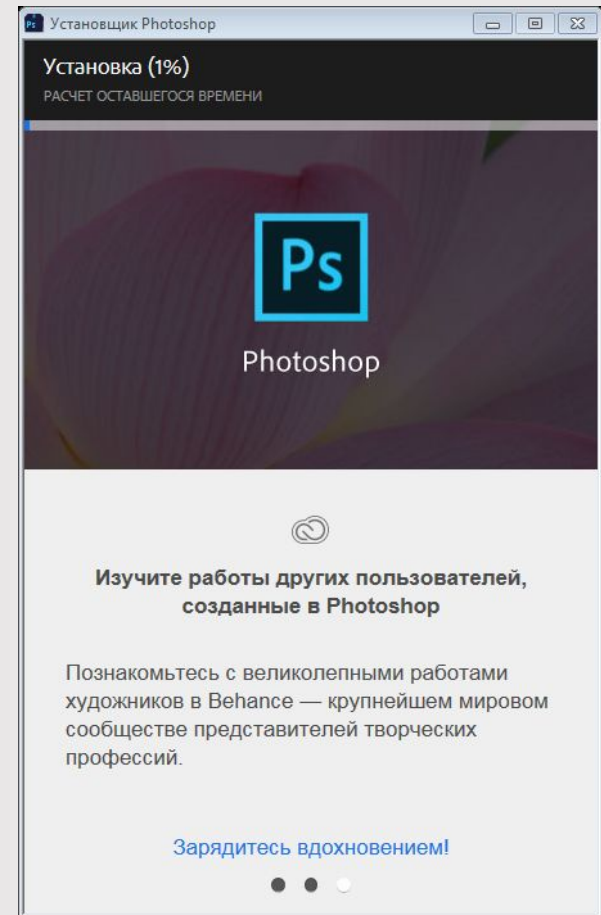 Ps Установщик Photoshop
Установка (1%)
РАСЧЕТ ОСТАВШЕГОСЯ ВРЕМЕНИ
Ps
Photoshop
Изучите работы других пользователей,
созданные в Photoshop
Познакомьтесь с великолепными работами
художников в Behance — крупнейшем мировом
сообществе представителей творческих
профессий.
Зарядитесь вдохновением!